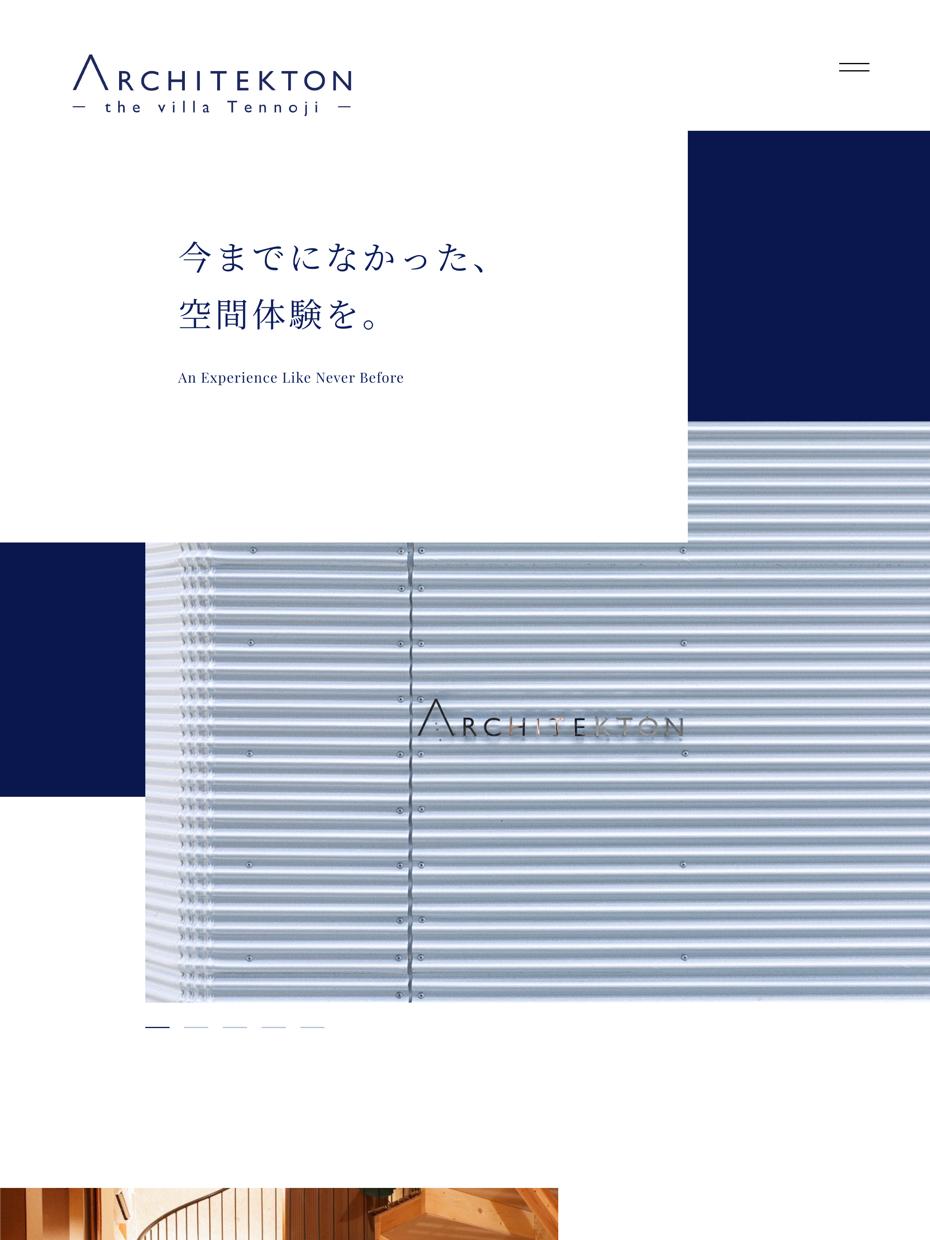 ARCHITEKTON
— the villa Tennoji —
今までになかった、
空間体験を。
An Experience Like Never Before
ARCHITEKTON